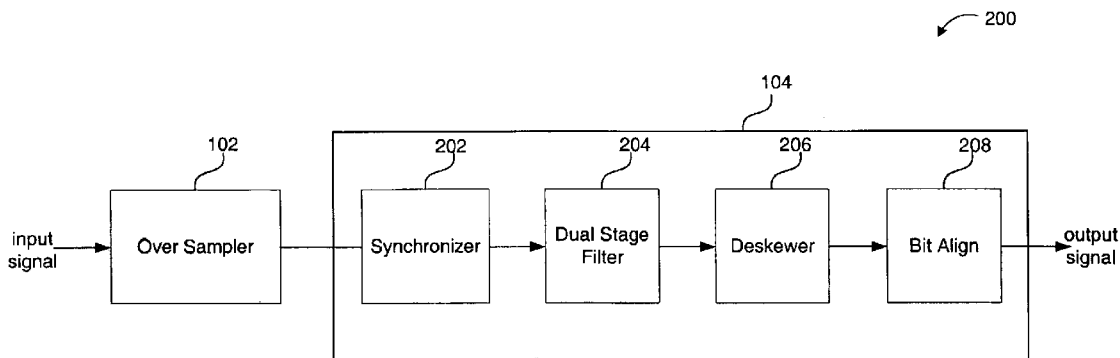 200
104
102
202
204
206
208
input
signal
Over Sampler
Synchronizer
Dual Stage
Filter
Deskewer
Bit Align
output
signal